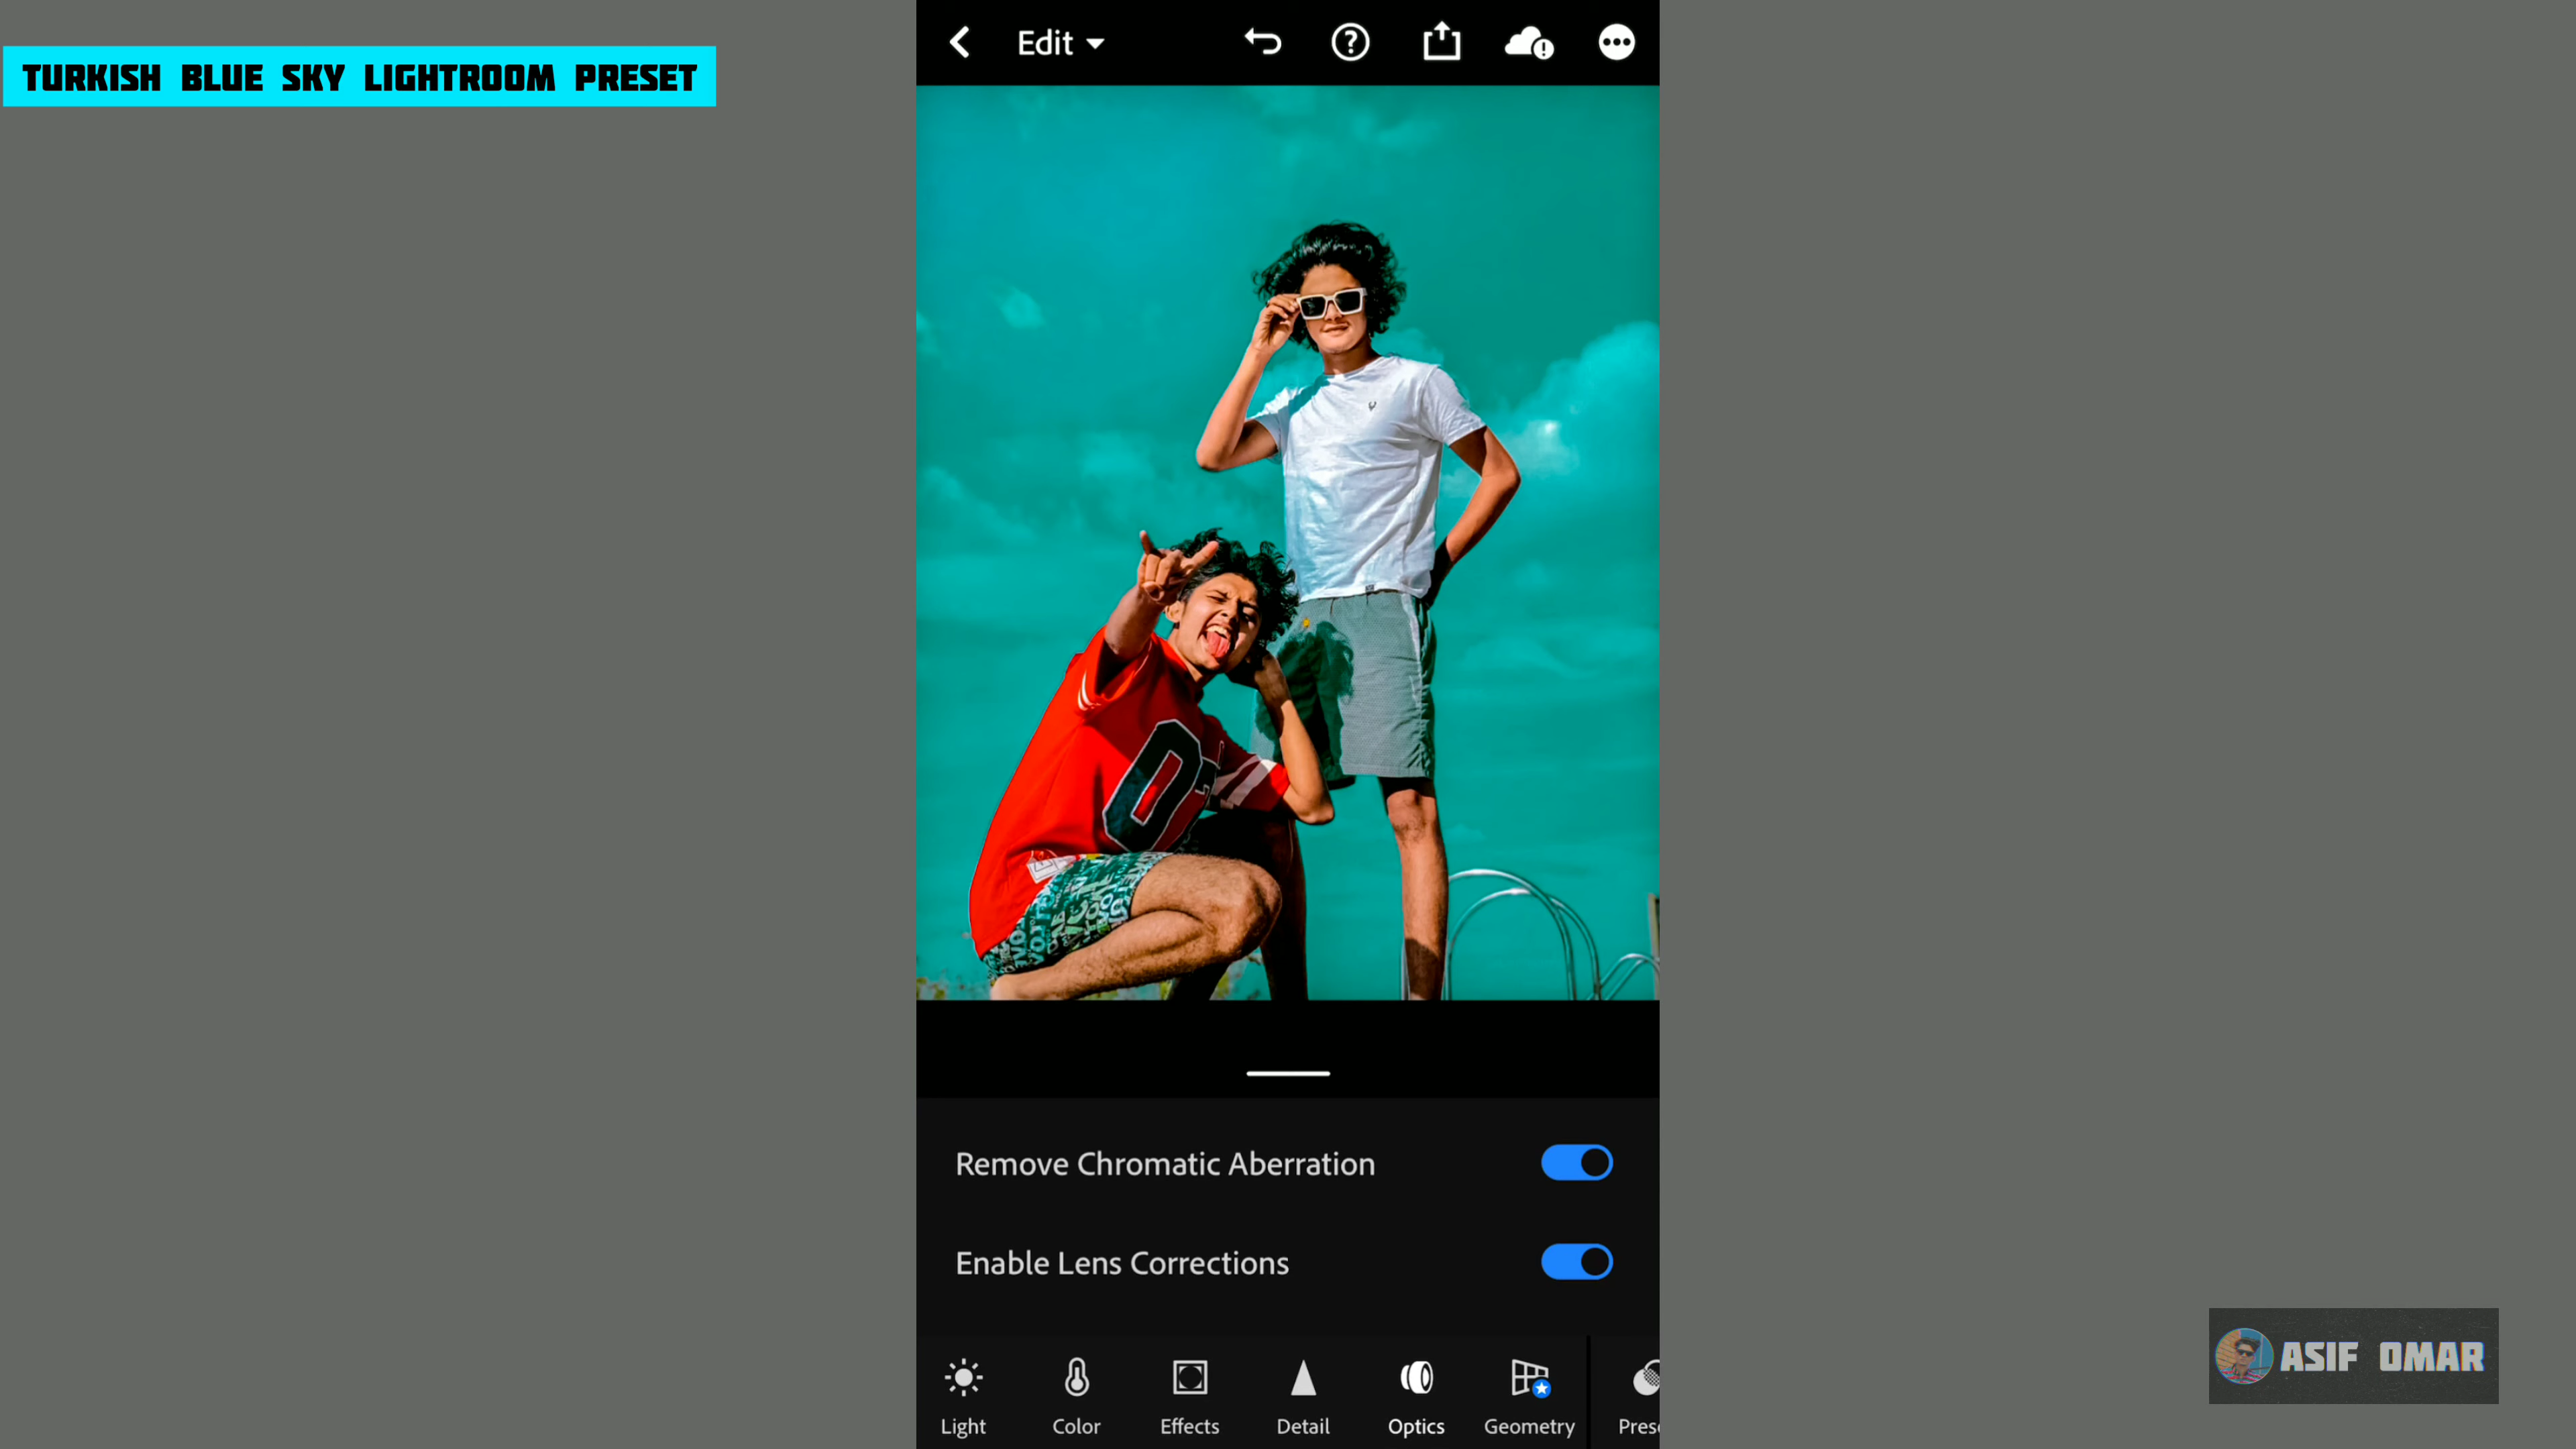 TURKISH BLUE SKY LIGHTROOM PRESET
Edit
07
Remove Chromatic Aberration
Enable Lens Corrections
Light
Color
Effects
Detail
Optics
Geometry
ASIF OMAR